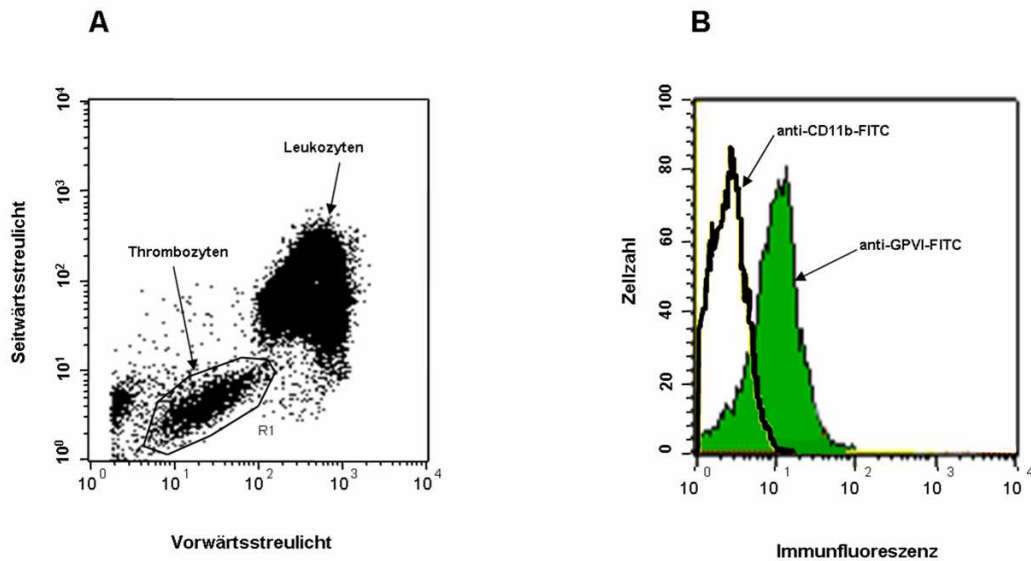 A
Seitwärtsstreulicht
10^4
10^3
10^2
10^1
10^0
Leukozyten
Thrombozyten
R1
10^0 10^1 10^2 10^3 10^4
Vorwärtsstreulicht
B
Zellzahl
100
80
60
40
20
0
anti-CD11b-FITC
anti-GPVI-FITC
10^0 10^1 10^2 10^3 10^4
Immunfluoreszenz